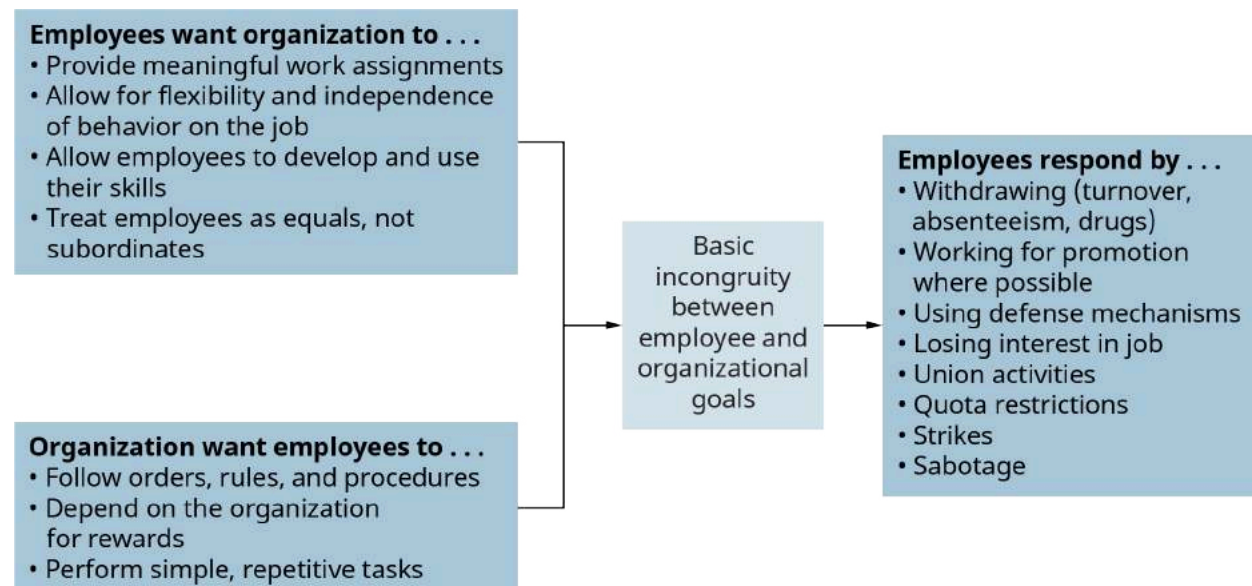 Employees want organization to . . .
• Provide meaningful work assignments
• Allow for flexibility and independence
of behavior on the job
• Allow employees to develop and use
their skills
• Treat employees as equals, not
subordinates
Organization want employees to . . .
• Follow orders, rules, and procedures
• Depend on the organization
for rewards
• Perform simple, repetitive tasks
Basic
incongruity
between
employee and
organizational
goals
Employees respond by . . .
• Withdrawing (turnover,
absenteeism, drugs)
• Working for promotion
where possible
• Using defense mechanisms
• Losing interest in job
• Union activities
• Quota restrictions
• Strikes
• Sabotage